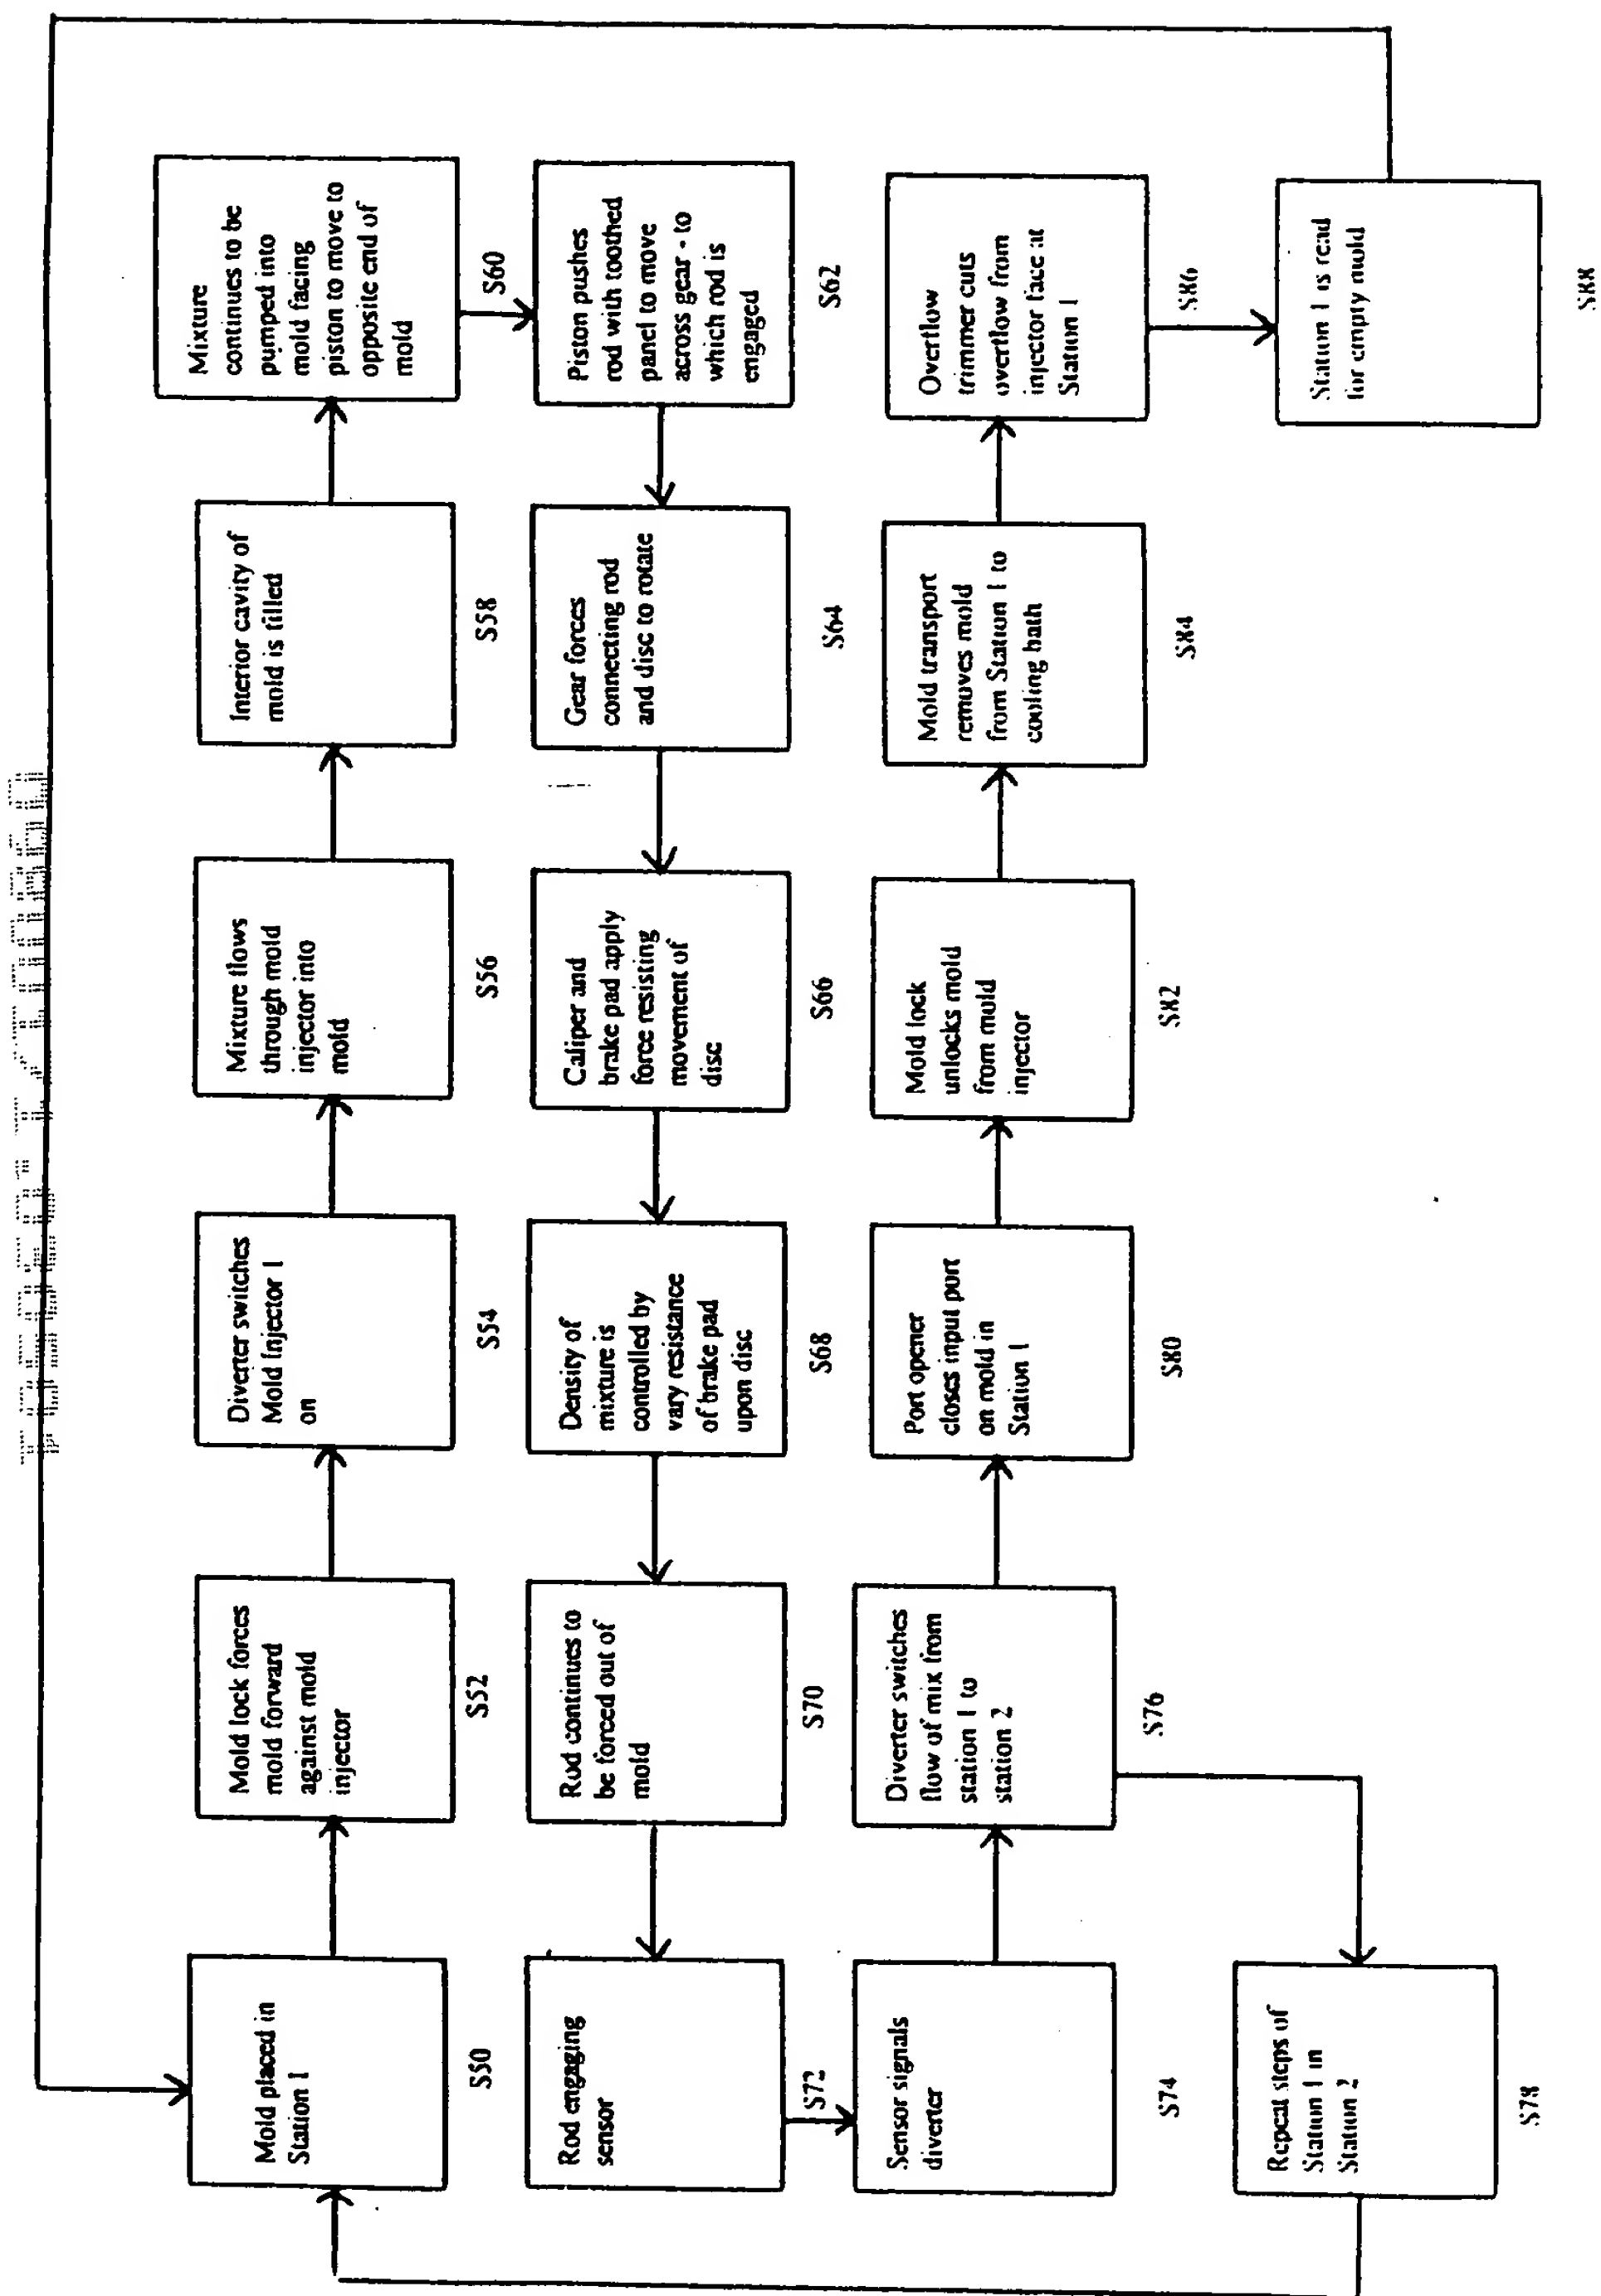 Mold placed in
Station 1
S50
Mold lock forces
mold forward
against mold
injector
S52
Diverter switches
Mold Injector 1
on
S54
Mixture flows
through mold
injector into
mold
S56
Interior cavity of
mold is filled
S58
Mixture
continues to be
pumped into
mold facing
piston to move to
opposite end of
mold
S60
Piston pushes
rod with toothed
panel to move
across gear - to
which rod is
engaged
S62
Gear forces
connecting rod
and disc to rotate
S64
Caliper and
brake pad apply
force resisting
movement of
disc
S66
Density of
mixture is
controlled by
vary resistance
of brake pad
upon disc
S68
Rod continues to
be forced out of
mold
S70
Rod engaging
sensor
S72
Sensor signals
diverter
S74
Diverter switches
flow of mix from
station 1 to
station 2
S76
Repeat steps of
Station 1 in
Station 2
S78
Port opener
closes input port
on mold in
Station 1
S80
Mold lock
unlocks mold
from mold
injector
S82
Mold transport
removes mold
from Station 1 to
cooling bath
S84
Overflow
trimmer cuts
overflow from
injector face at
Station 1
S86
Station 1 is read
for empty mold
S88